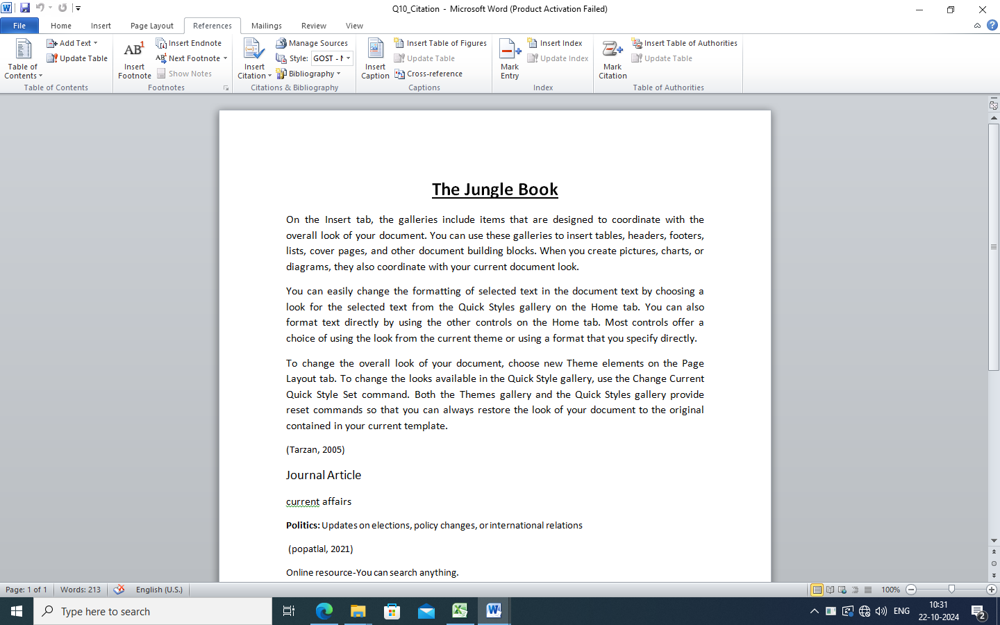 Q10_Citation - Microsoft Word (Product Activation Failed)
File Home Insert Page Layout References Mailings Review View
Table of Contents
Add Text
Update Table
Table of Contents
AB1 Insert Footnote
Insert Endnote
Next Footnote
Show Notes
Footnotes
Insert Citation
Manage Sources
Style: GOST - N
Bibliography
Citations & Bibliography
Insert Caption
Insert Table of Figures
Update Table
Cross-reference
Captions
Mark Entry
Insert Index
Update Index
Index
Mark Citation
Insert Table of Authorities
Update Table
Table of Authorities
The Jungle Book
On the Insert tab, the galleries include items that are designed to coordinate with the
overall look of your document. You can use these galleries to insert tables, headers, footers,
lists, cover pages, and other document building blocks. When you create pictures, charts, or
diagrams, they also coordinate with your current document look.
You can easily change the formatting of selected text in the document text by choosing a
look for the selected text from the Quick Styles gallery on the Home tab. You can also
format text directly by using the other controls on the Home tab. Most controls offer a
choice of using the look from the current theme or using a format that you specify directly.
To change the overall look of your document, choose new Theme elements on the Page
Layout tab. To change the looks available in the Quick Style gallery, use the Change Current
Quick Style Set command. Both the Themes gallery and the Quick Styles gallery provide
reset commands so that you can always restore the look of your document to the original
contained in your current template.
(Tarzan, 2005)
Journal Article
current affairs
Politics: Updates on elections, policy changes, or international relations
(popatlal, 2021)
Online resource-You can search anything.
Page: 1 of 1 Words: 213 English (U.S.) 100%
Type here to search
ENG
10:31
22-10-2024
2